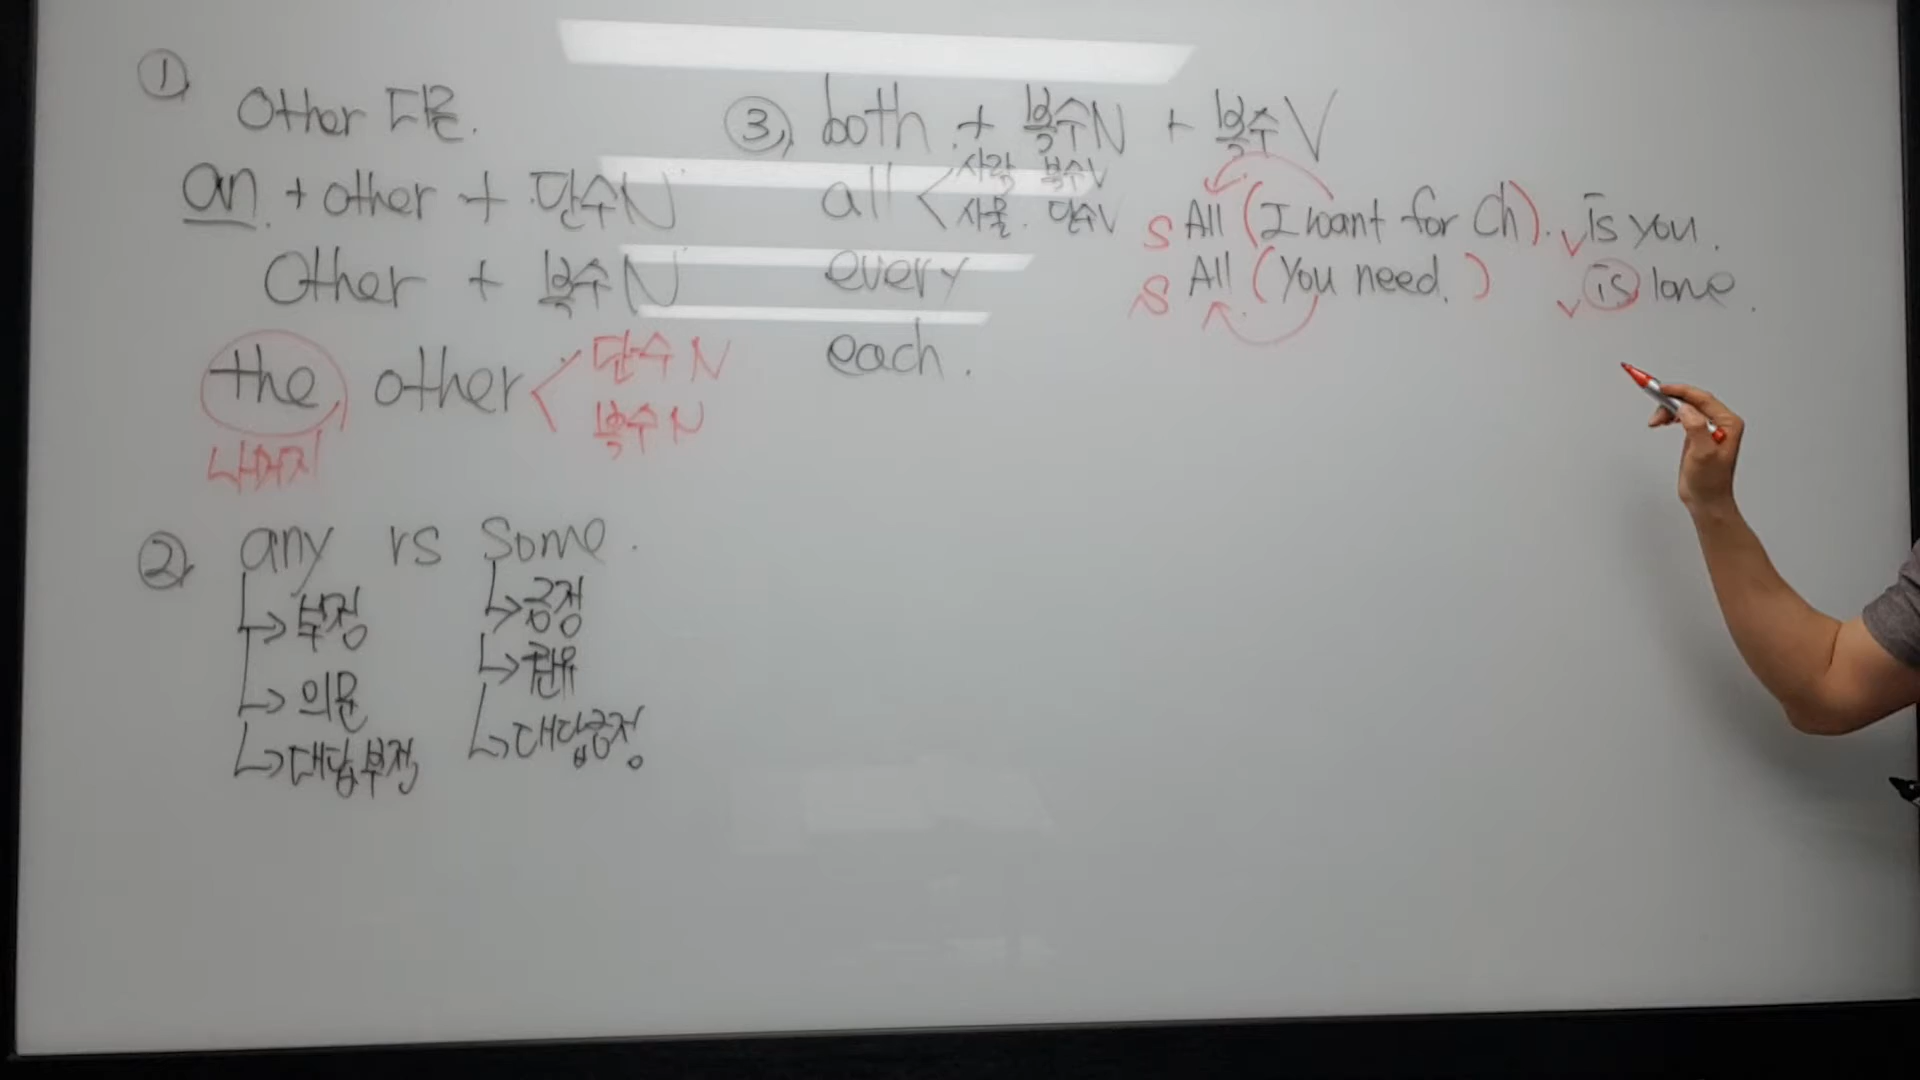 ①
Other 다른.
an + other + 단수N
Other + 복수N
the other < 단수 N
복수 N
나머지
② any vs Some.
↳ 부정
↳ 의문
↳ 대답부정
↳ 긍정
↳ 권유
↳ 대답긍정
③ both + 복수N + 복수V
all < 사람 복수V
사물. 단수V
every
each.
S All (I want for Ch). V is you.
S All (You need.) V is love.